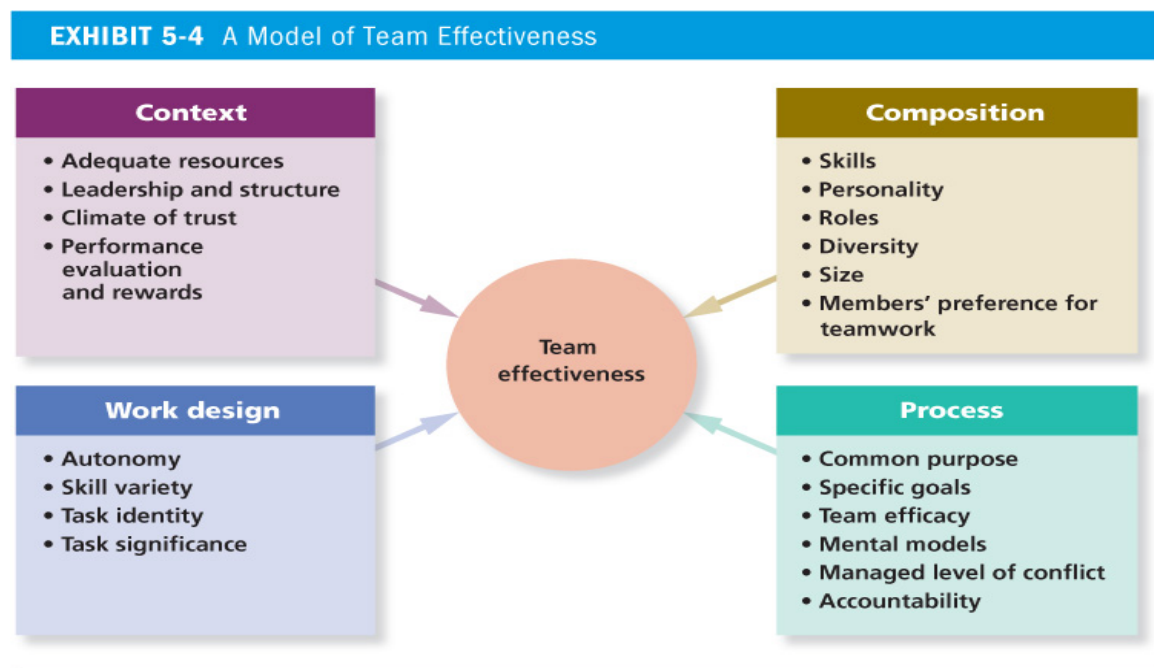 EXHIBIT 5-4 A Model of Team Effectiveness
Context
• Adequate resources
• Leadership and structure
• Climate of trust
• Performance
evaluation
and rewards
Composition
• Skills
• Personality
• Roles
• Diversity
• Size
• Members’ preference for
teamwork
Team
effectiveness
Work design
• Autonomy
• Skill variety
• Task identity
• Task significance
Process
• Common purpose
• Specific goals
• Team efficacy
• Mental models
• Managed level of conflict
• Accountability